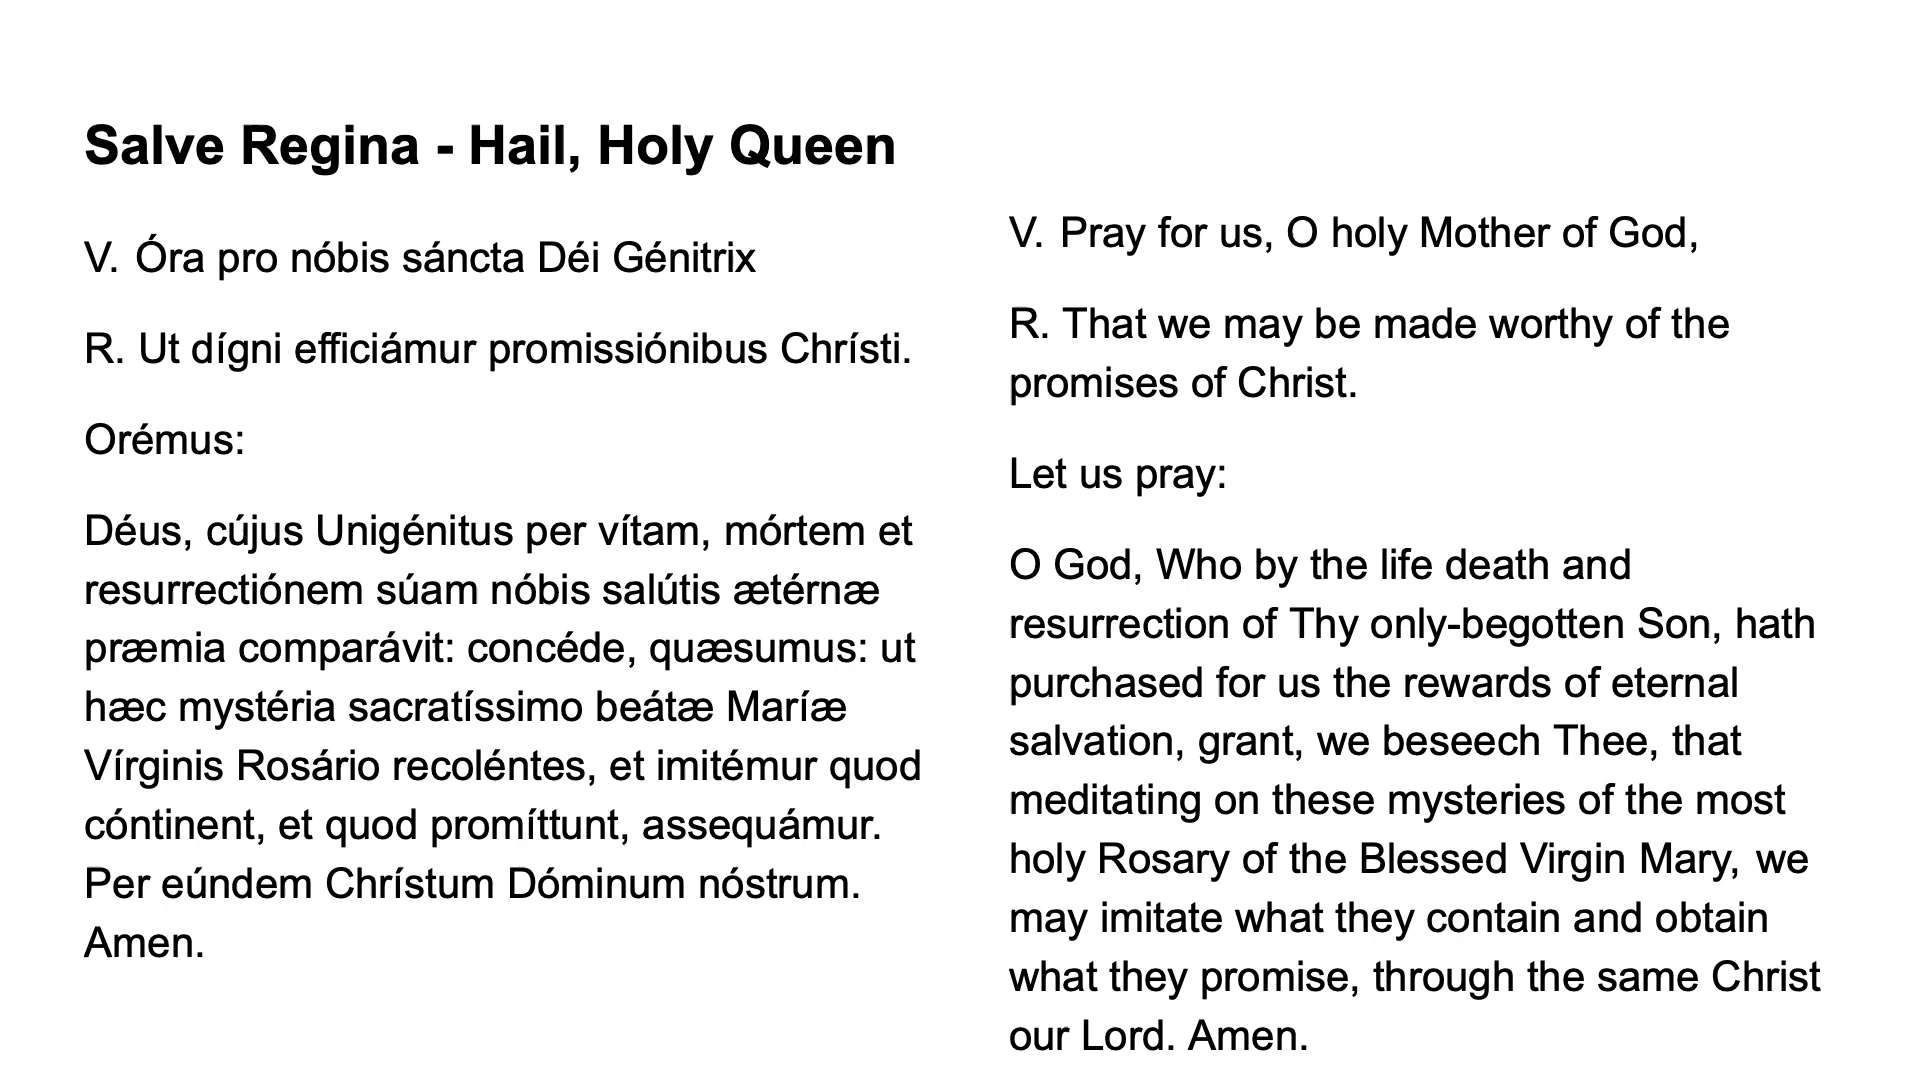 Salve Regina - Hail, Holy Queen
V. Óra pro nóbis sáncta Déi Génitrix
R. Ut dígni efficiámur promissiónibus Chrísti.
Orémus:
Déus, cújus Unigénitus per vítam, mórtem et
resurrectiónem súam nóbis salútis ætérnæ
præmia comparávit: concéde, quæsumus: ut
hæc mystéria sacratíssimo beátæ Maríæ
Vírginis Rosário recoléntes, et imitémur quod
cóntinent, et quod promíttunt, assequámur.
Per eúndem Chrístum Dóminum nóstrum.
Amen.
V. Pray for us, O holy Mother of God,
R. That we may be made worthy of the
promises of Christ.
Let us pray:
O God, Who by the life death and
resurrection of Thy only-begotten Son, hath
purchased for us the rewards of eternal
salvation, grant, we beseech Thee, that
meditating on these mysteries of the most
holy Rosary of the Blessed Virgin Mary, we
may imitate what they contain and obtain
what they promise, through the same Christ
our Lord. Amen.